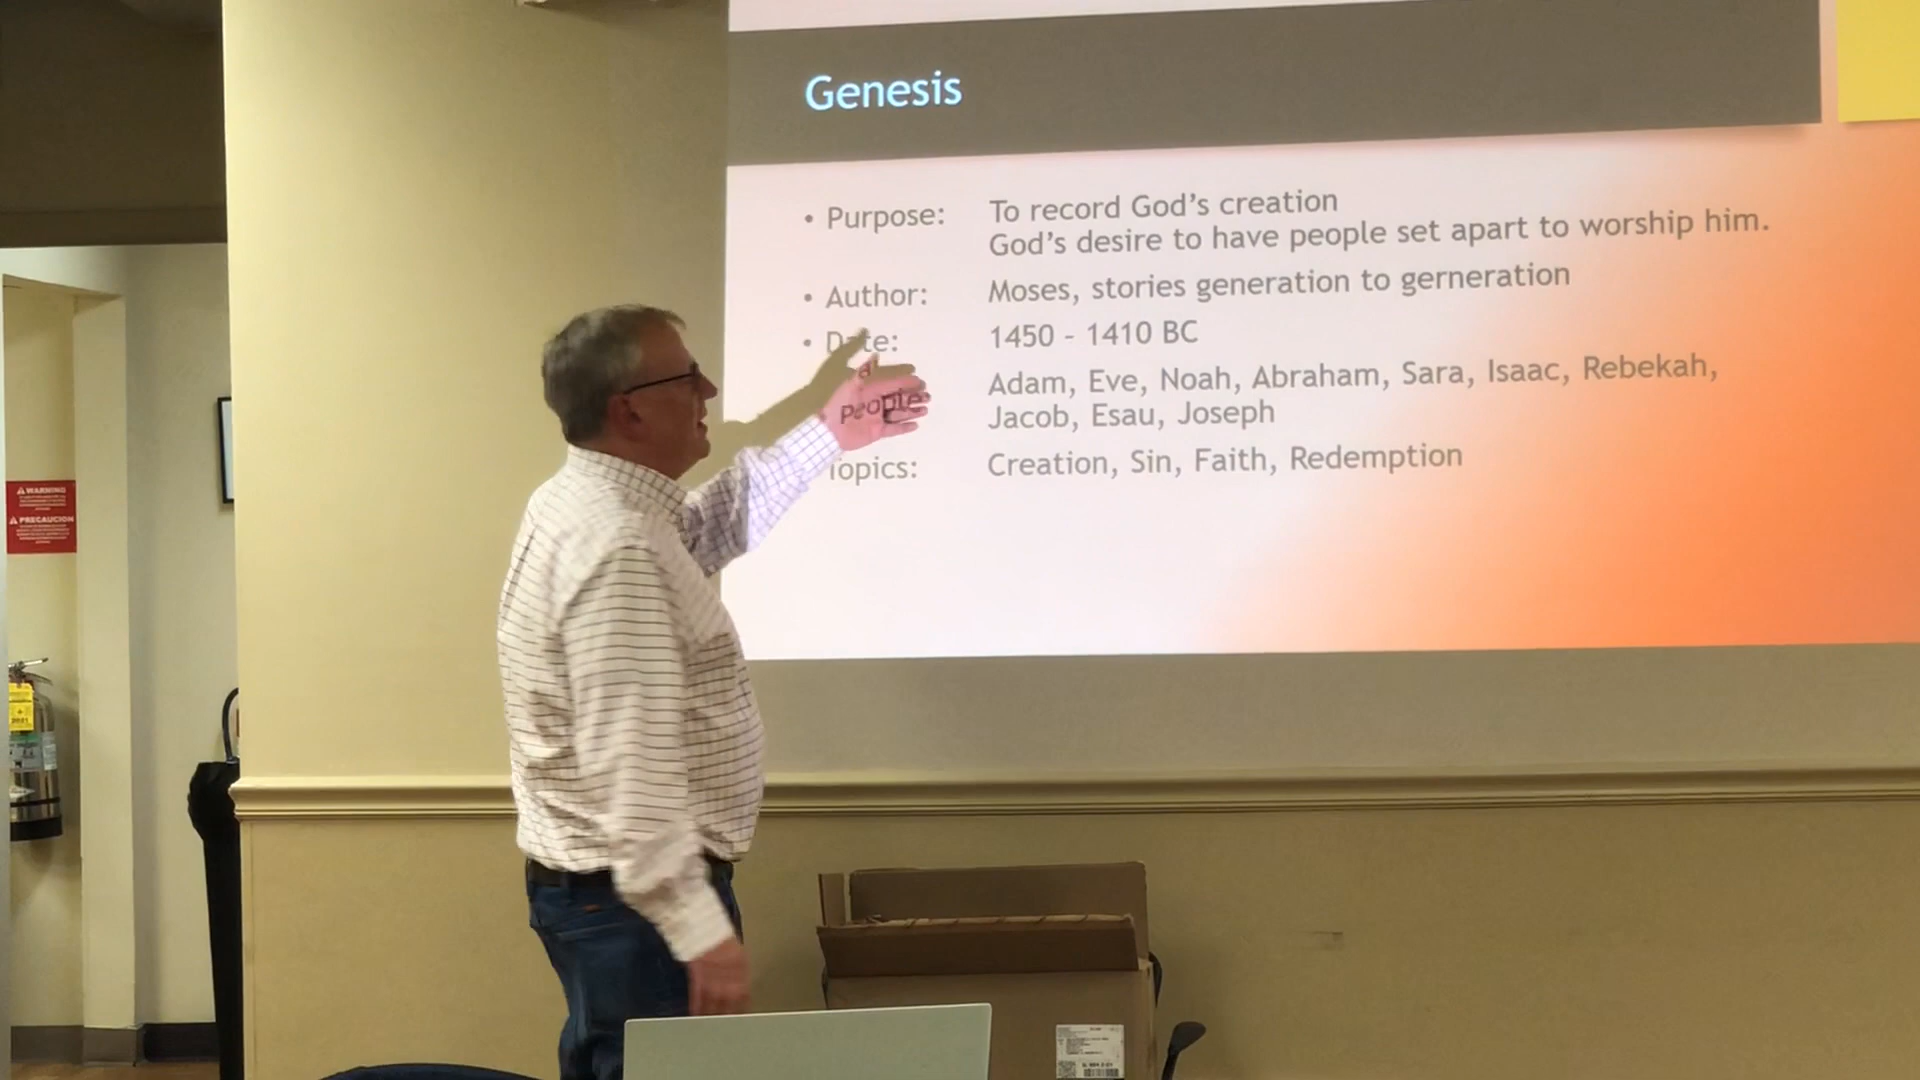 Genesis
• Purpose: To record God's creation
God's desire to have people set apart to worship him.
• Author: Moses, stories generation to gerneration
• Date: 1450 - 1410 BC
people: Adam, Eve, Noah, Abraham, Sara, Isaac, Rebekah,
Jacob, Esau, Joseph
Topics: Creation, Sin, Faith, Redemption
WARNING
PRECAUCION
2021